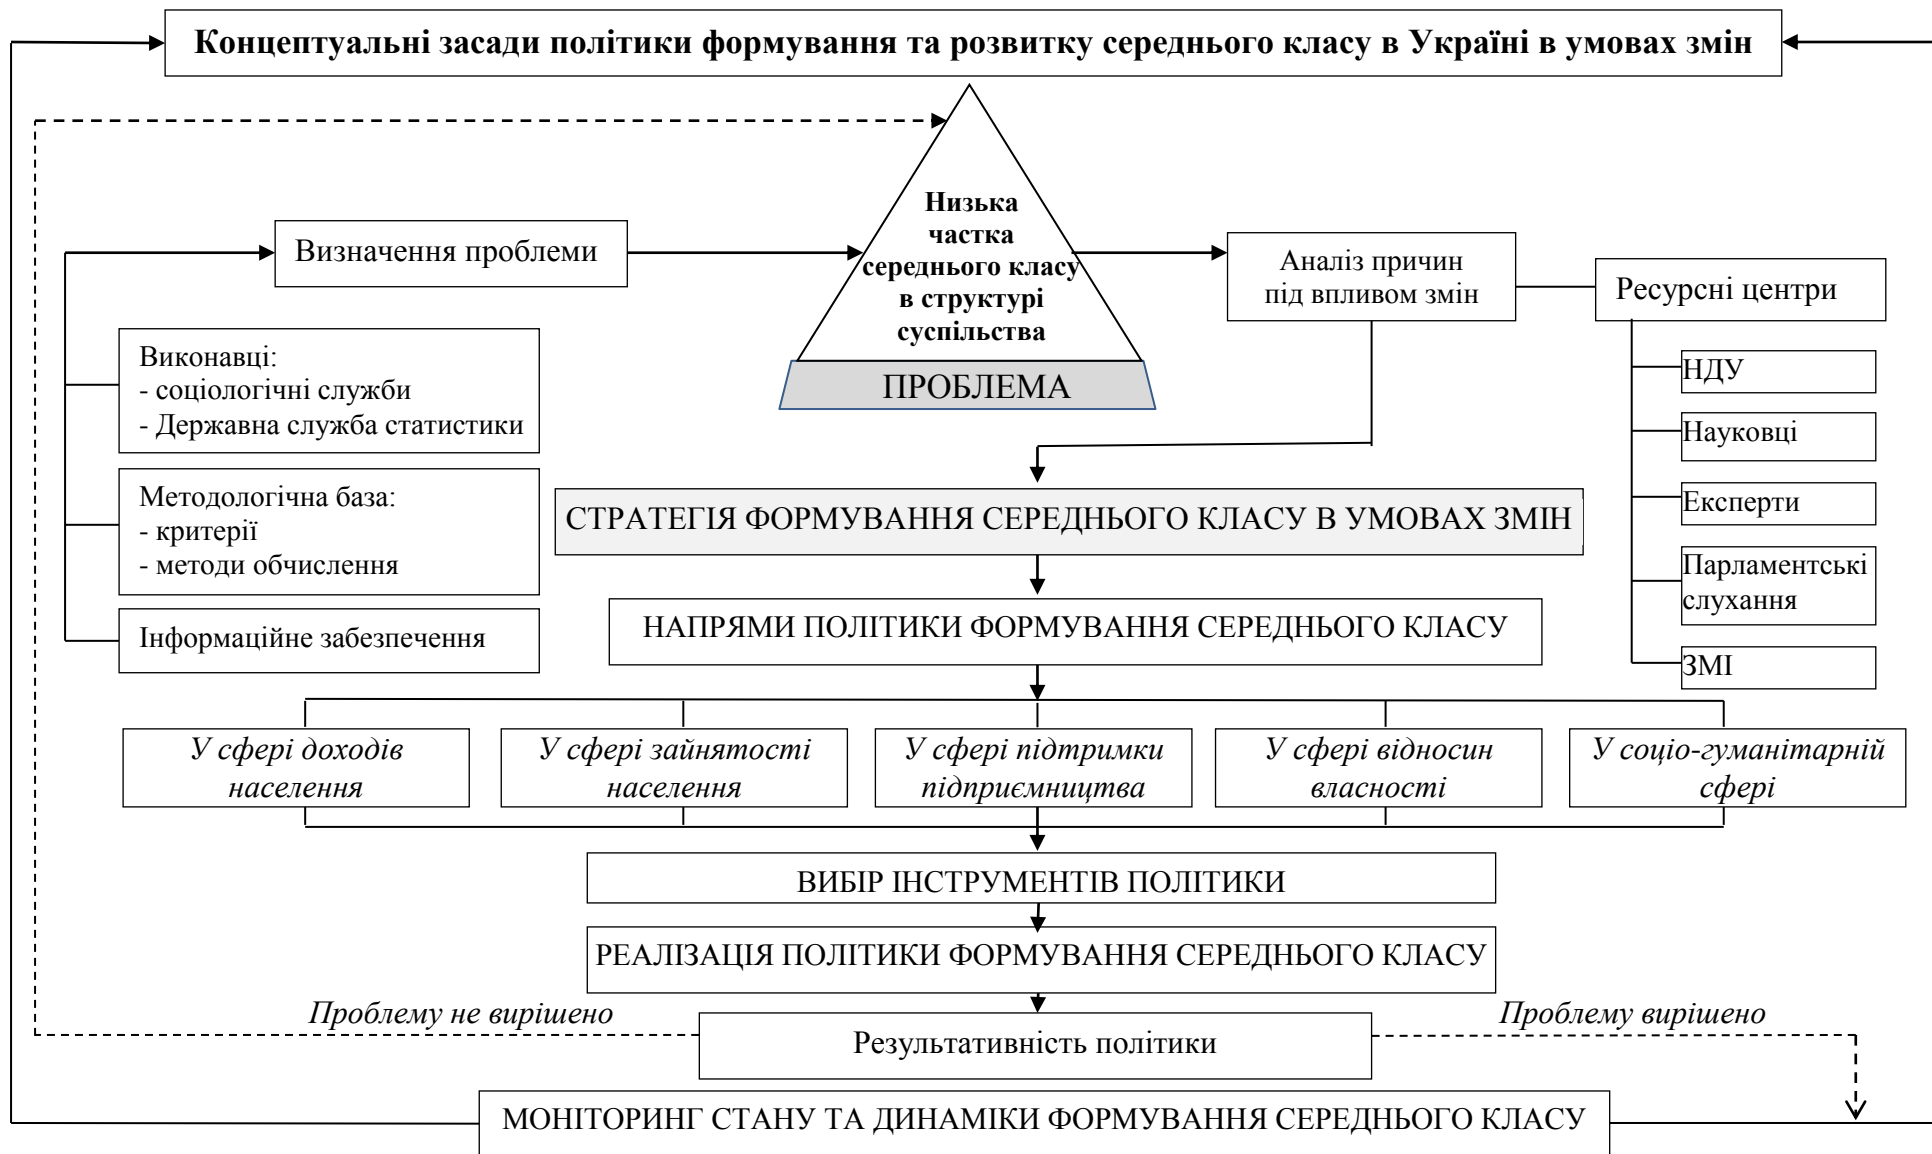 Концептуальні засади політики формування та розвитку середнього класу в Україні в умовах змін
Низька
частка
середнього класу
в структурі
суспільства
ПРОБЛЕМА
Визначення проблеми
Виконавці:
- соціологічні служби
- Державна служба статистики
Методологічна база:
- критерії
- методи обчислення
Інформаційне забезпечення
Аналіз причин
під впливом змін
Ресурсні центри
НДУ
Науковці
Експерти
Парламентські
слухання
ЗМІ
СТРАТЕГІЯ ФОРМУВАННЯ СЕРЕДНЬОГО КЛАСУ В УМОВАХ ЗМІН
НАПРЯМИ ПОЛІТИКИ ФОРМУВАННЯ СЕРЕДНЬОГО КЛАСУ
У сфері доходів
населення
У сфері зайнятості
населення
У сфері підтримки
підприємництва
У сфері відносин
власності
У соціо-гуманітарній
сфері
ВИБІР ІНСТРУМЕНТІВ ПОЛІТИКИ
РЕАЛІЗАЦІЯ ПОЛІТИКИ ФОРМУВАННЯ СЕРЕДНЬОГО КЛАСУ
Проблему не вирішено
Проблему вирішено
Результативність політики
МОНІТОРИНГ СТАНУ ТА ДИНАМІКИ ФОРМУВАННЯ СЕРЕДНЬОГО КЛАСУ